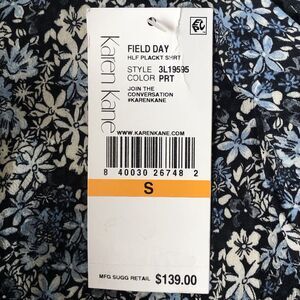 Karen Kane
FIELD DAY
HLF PLACKT SHRT
STYLE 3L19595
COLOR PRT
JOIN THE
CONVERSATION
#KARENKANE
WWW.KARENKANE.COM
8 40030 26748 2
S
MFG SUGG RETAIL $139.00